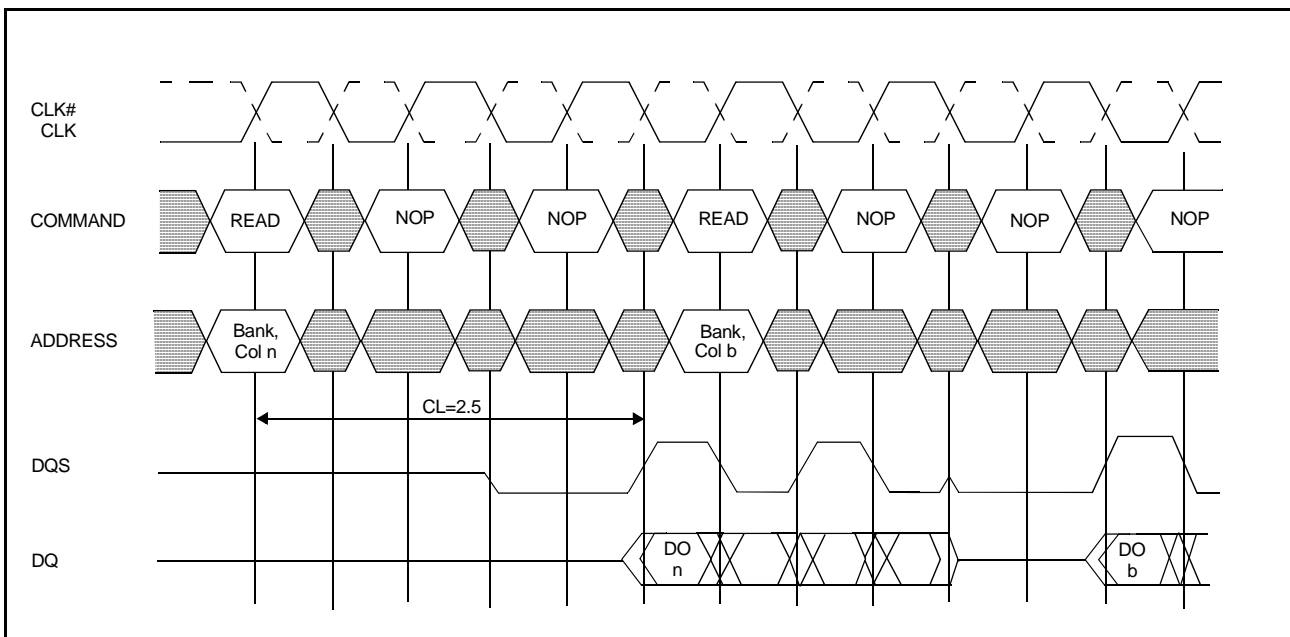 CLK#
CLK
COMMAND
READ
NOP
NOP
READ
NOP
NOP
NOP
ADDRESS
Bank,
Col n
Bank,
Col b
CL=2.5
DQS
DQ
DO
n
DO
b